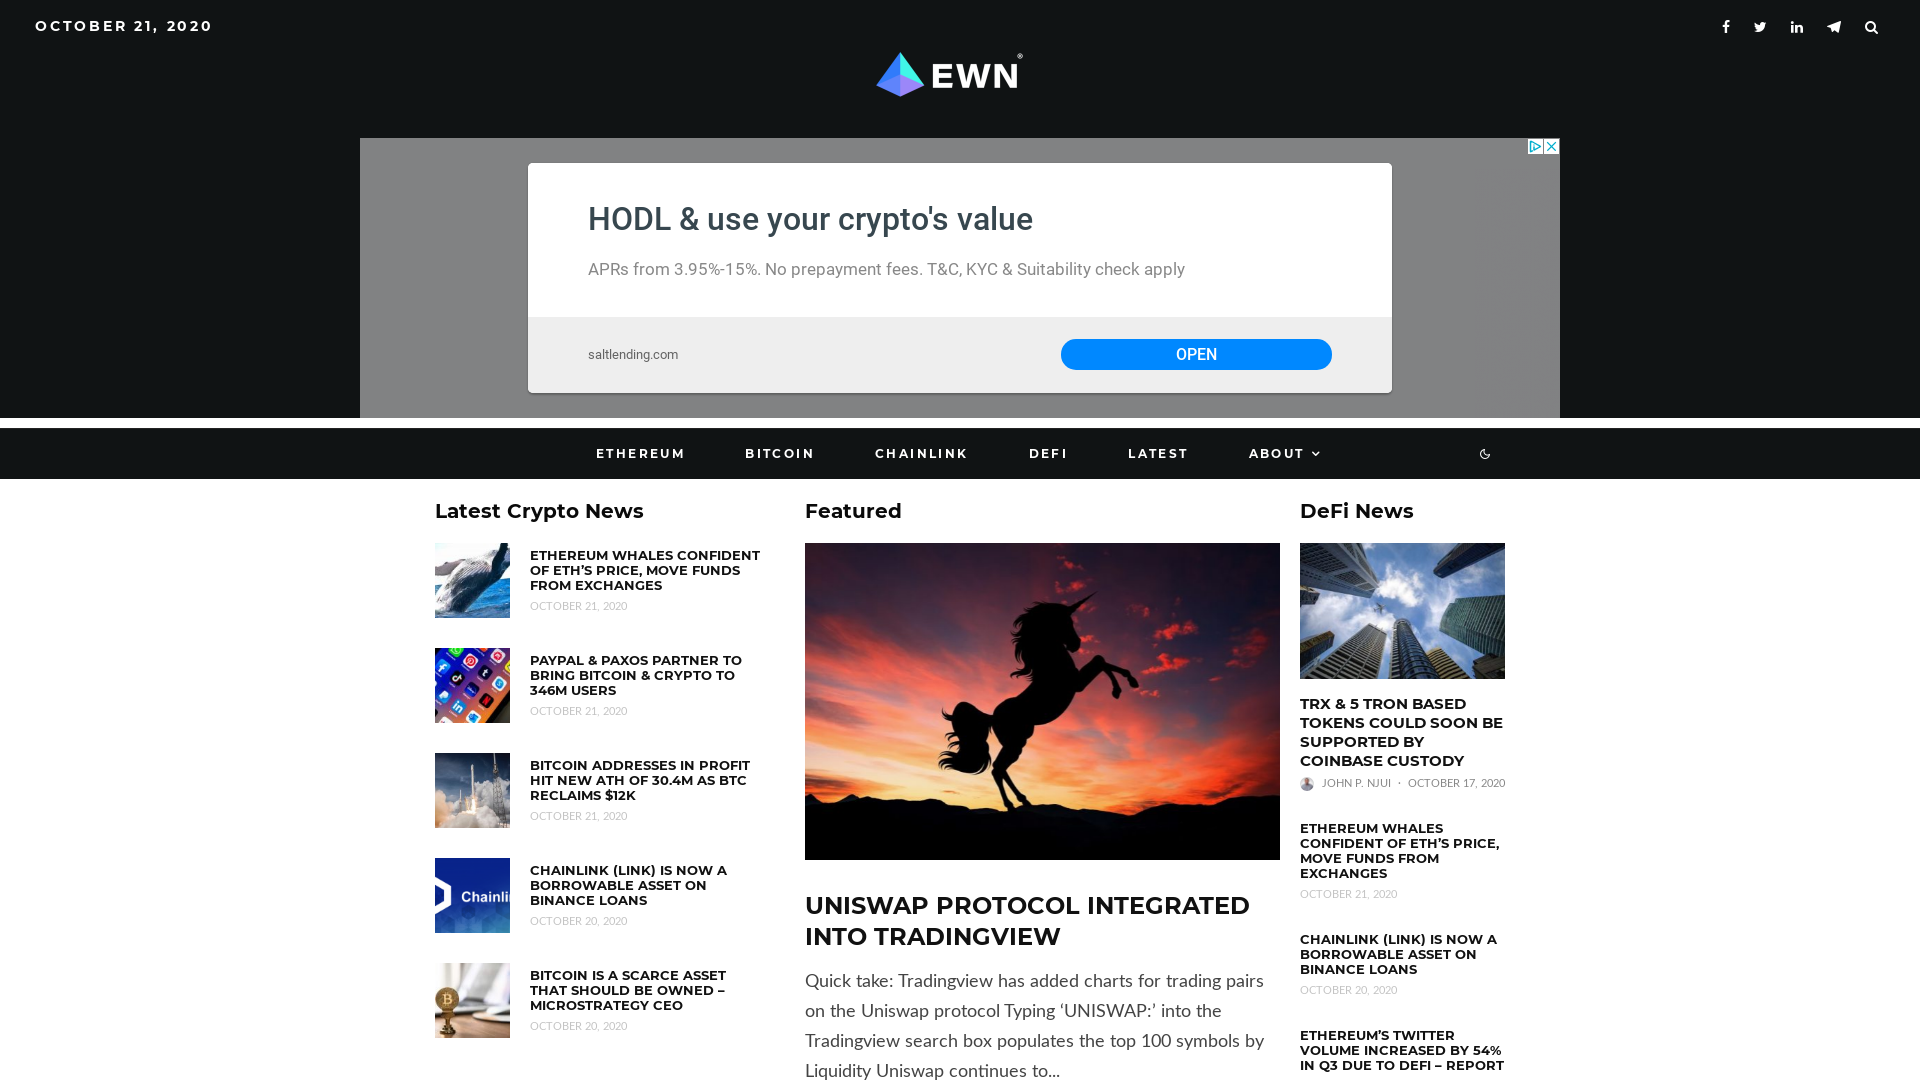 OCTOBER 21, 2020
EWN®
HODL & use your crypto's value
APRs from 3.95%-15%. No prepayment fees. T&C, KYC & Suitability check apply
saltlending.com
OPEN
ETHEREUM BITCOIN CHAINLINK DEFI LATEST ABOUT
Latest Crypto News
ETHEREUM WHALES CONFIDENT
OF ETH’S PRICE, MOVE FUNDS
FROM EXCHANGES
OCTOBER 21, 2020
PAYPAL & PAXOS PARTNER TO
BRING BITCOIN & CRYPTO TO
346M USERS
OCTOBER 21, 2020
BITCOIN ADDRESSES IN PROFIT
HIT NEW ATH OF 30.4M AS BTC
RECLAIMS $12K
OCTOBER 21, 2020
Chainli
CHAINLINK (LINK) IS NOW A
BORROWABLE ASSET ON
BINANCE LOANS
OCTOBER 20, 2020
BITCOIN IS A SCARCE ASSET
THAT SHOULD BE OWNED –
MICROSTRATEGY CEO
OCTOBER 20, 2020
Featured
UNISWAP PROTOCOL INTEGRATED
INTO TRADINGVIEW
Quick take: Tradingview has added charts for trading pairs
on the Uniswap protocol Typing ‘UNISWAP:’ into the
Tradingview search box populates the top 100 symbols by
Liquidity Uniswap continues to...
DeFi News
TRX & 5 TRON BASED
TOKENS COULD SOON BE
SUPPORTED BY
COINBASE CUSTODY
JOHN P. NJUI · OCTOBER 17, 2020
ETHEREUM WHALES
CONFIDENT OF ETH’S PRICE,
MOVE FUNDS FROM
EXCHANGES
OCTOBER 21, 2020
CHAINLINK (LINK) IS NOW A
BORROWABLE ASSET ON
BINANCE LOANS
OCTOBER 20, 2020
ETHEREUM’S TWITTER
VOLUME INCREASED BY 54%
IN Q3 DUE TO DEFI – REPORT